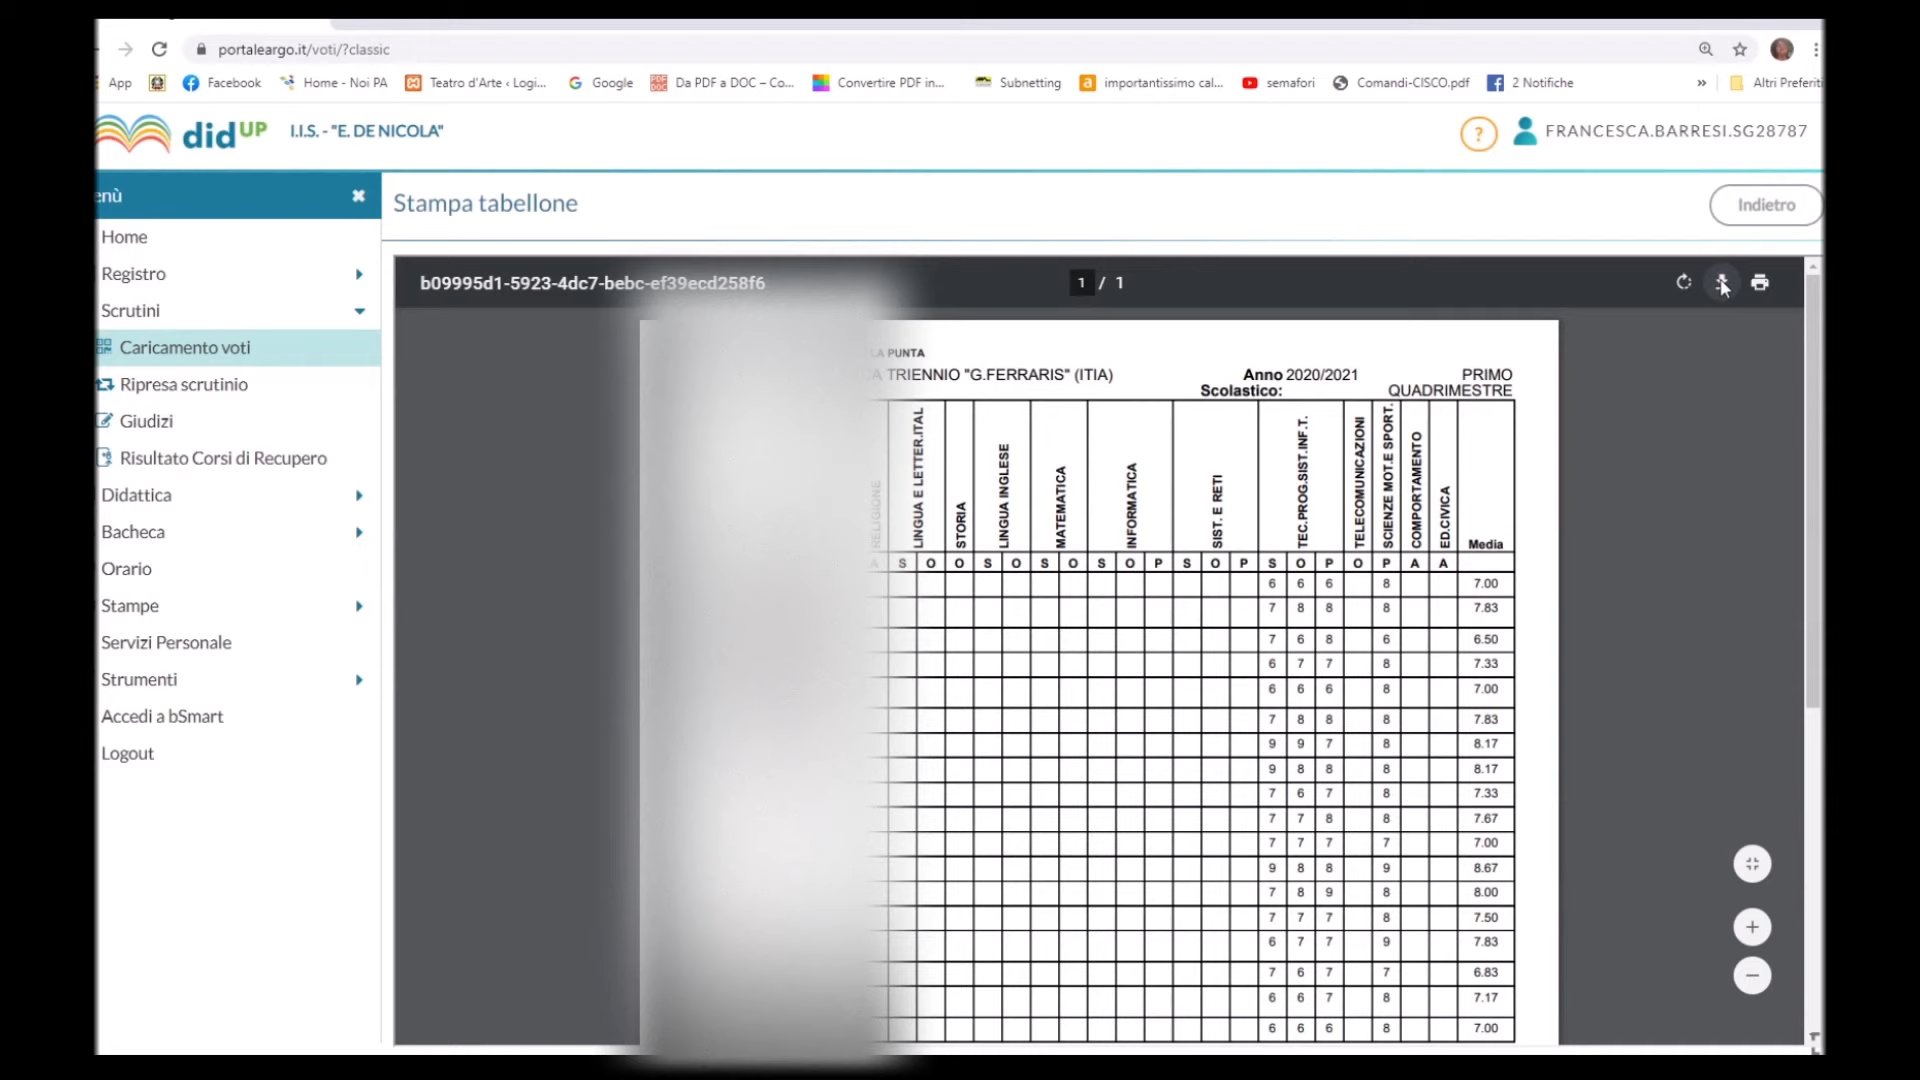 portaleargo.it/voti/?classic
App Facebook Home - Noi PA Teatro d'Arte ‹ Logi... Google Da PDF a DOC – Co... Convertire PDF in... Subnetting importantissimo cal... semafori Comandi-CISCO.pdf 2 Notifiche » Altri Preferiti
didUP I.I.S. - "E. DE NICOLA" ? FRANCESCA.BARRESI.SG28787
enù
Stampa tabellone
Indietro
Home
Registro
Scrutini
Caricamento voti
Ripresa scrutinio
Giudizi
Risultato Corsi di Recupero
Didattica
Bacheca
Orario
Stampe
Servizi Personale
Strumenti
Accedi a bSmart
Logout
b09995d1-5923-4dc7-bebc-ef39ecd258f6 1 / 1
LA PUNTA
CA TRIENNIO "G.FERRARIS" (ITIA) Anno 2020/2021 PRIMO
Scolastico: QUADRIMESTRE
RELIGIONE LINGUA E LETTER.ITAL STORIA LINGUA INGLESE MATEMATICA INFORMATICA SIST. E RETI TEC.PROG.SIST.INF.T. TELECOMUNICAZIONI SCIENZE MOT.E SPORT. COMPORTAMENTO ED.CIVICA Media
A S O O S O S O S O P S O P S O P O P A A
6 6 6 8 7.00
7 8 8 8 7.83
7 6 8 6 6.50
6 7 7 8 7.33
6 6 6 8 7.00
7 8 8 8 7.83
9 9 7 8 8.17
9 8 8 8 8.17
7 6 7 8 7.33
7 7 8 8 7.67
7 7 7 7 7.00
9 8 8 9 8.67
7 8 9 8 8.00
7 7 7 8 7.50
6 7 7 9 7.83
7 6 7 7 6.83
6 6 7 8 7.17
6 6 6 8 7.00